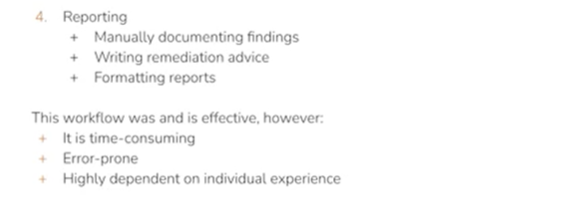 4. Reporting
+ Manually documenting findings
+ Writing remediation advice
+ Formatting reports
This workflow was and is effective, however:
+ It is time-consuming
+ Error-prone
+ Highly dependent on individual experience